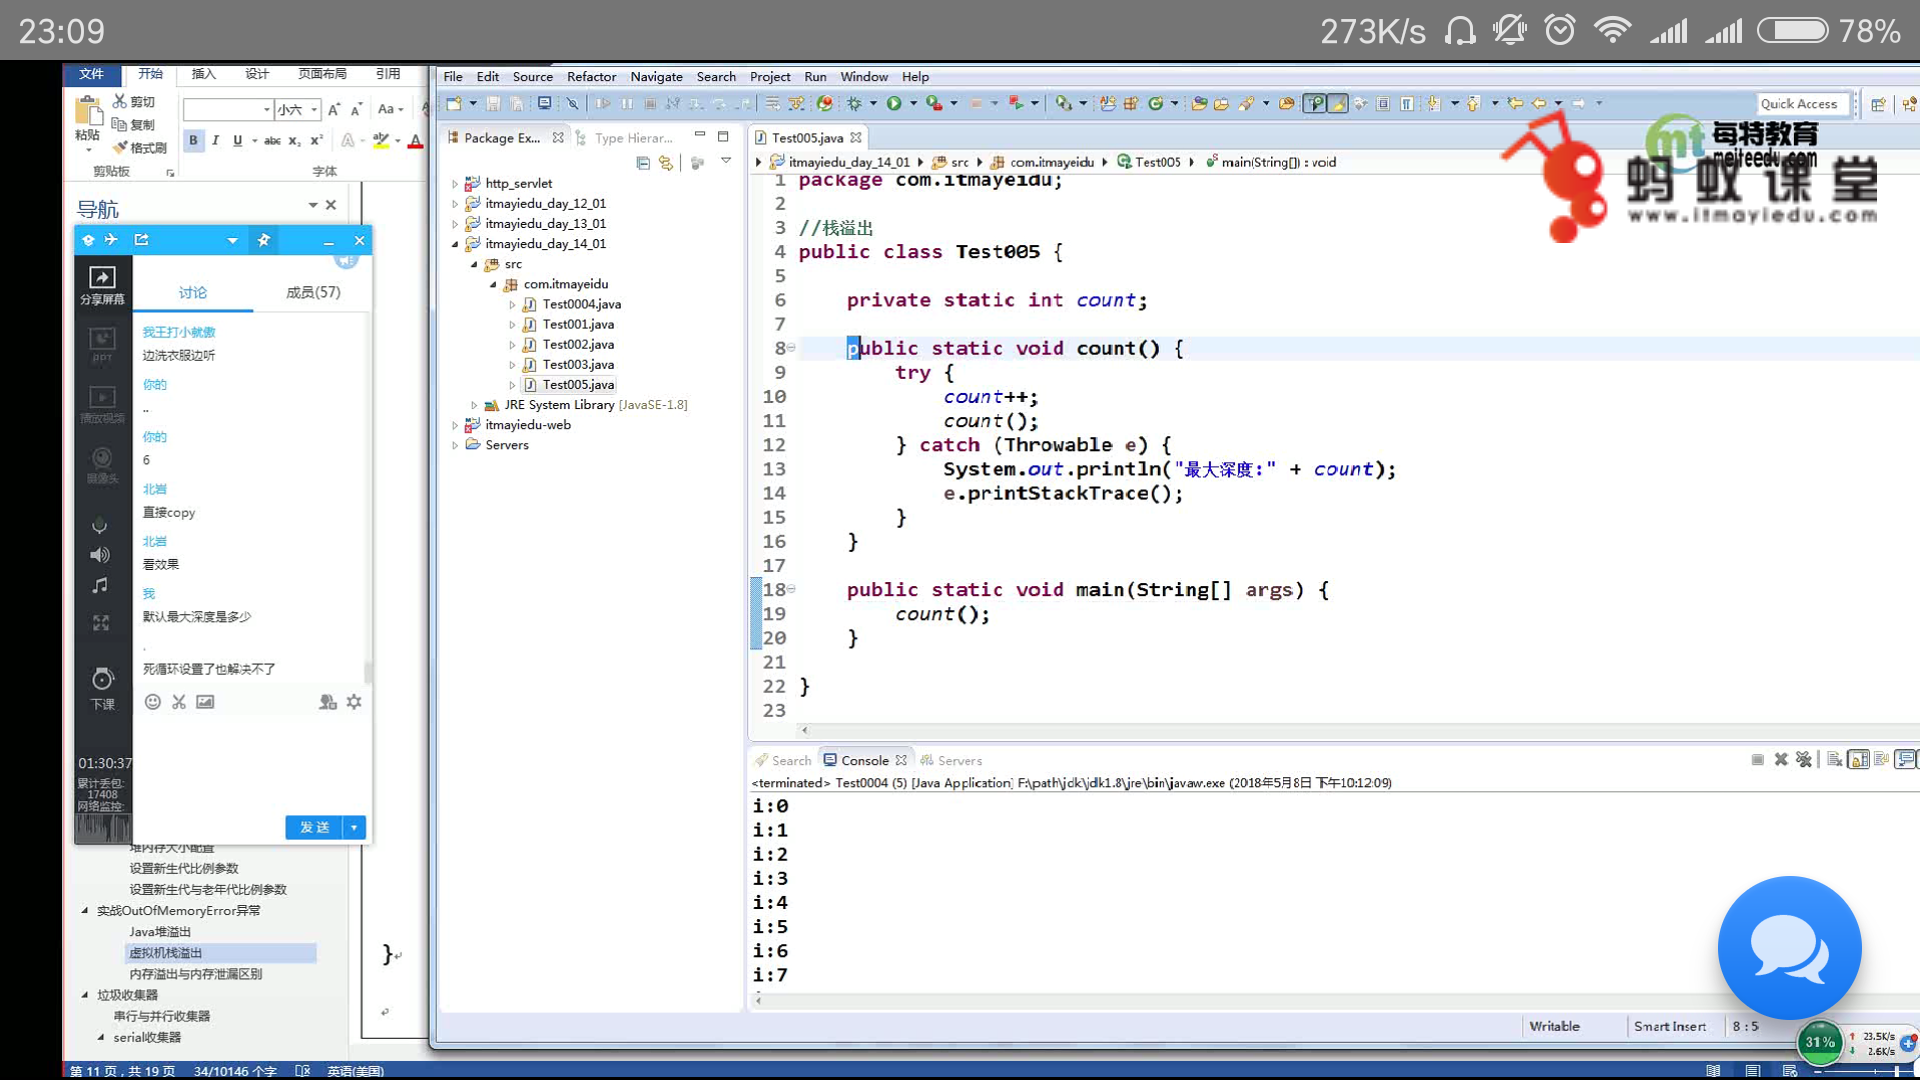 23:09
273K/s
78%
文件 开始 插入 设计 页面布局 引用
剪切
复制
格式刷
粘贴
小六
剪贴板
字体
导航
分享屏幕
讨论
成员(57)
PPT
播放视频
摄像头
下课
我王打小就傲
边洗衣服边听
你的
..
你的
6
北岩
直接copy
北岩
看效果
我
默认最大深度是多少
.
死循环设置了也解决不了
01:30:37
累计丢包:
17408
网络监控:
发送
堆内存大小配置
设置新生代比例参数
设置新生代与老年代比例参数
实战OutOfMemoryError异常
Java堆溢出
虚拟机栈溢出
内存溢出与内存泄漏区别
垃圾收集器
串行与并行收集器
serial收集器
}
第 11 页，共 19 页 34/10146 个字 英语(美国)
File Edit Source Refactor Navigate Search Project Run Window Help
Quick Access
Package Ex...
Type Hierar...
http_servlet
itmayiedu_day_12_01
itmayiedu_day_13_01
itmayiedu_day_14_01
src
com.itmayeidu
Test0004.java
Test001.java
Test002.java
Test003.java
Test005.java
JRE System Library [JavaSE-1.8]
itmayiedu-web
Servers
Test005.java
itmayiedu_day_14_01 src com.itmayeidu Test005 main(String[]) : void
1 package com.itmayeidu;
2
3 //栈溢出
4 public class Test005 {
5
6 private static int count;
7
8 public static void count() {
9 try {
10 count++;
11 count();
12 } catch (Throwable e) {
13 System.out.println("最大深度:" + count);
14 e.printStackTrace();
15 }
16 }
17
18 public static void main(String[] args) {
19 count();
20 }
21
22 }
23
每特教育
meiteedu.com
蚂蚁课堂
www.itmayiedu.com
Search
Console
Servers
<terminated> Test0004 (5) [Java Application] F:\path\jdk\jdk1.8\jre\bin\javaw.exe (2018年5月8日 下午10:12:09)
i:0
i:1
i:2
i:3
i:4
i:5
i:6
i:7
Writable
Smart Insert
8 : 5
31%
23.5K/s
2.6K/s